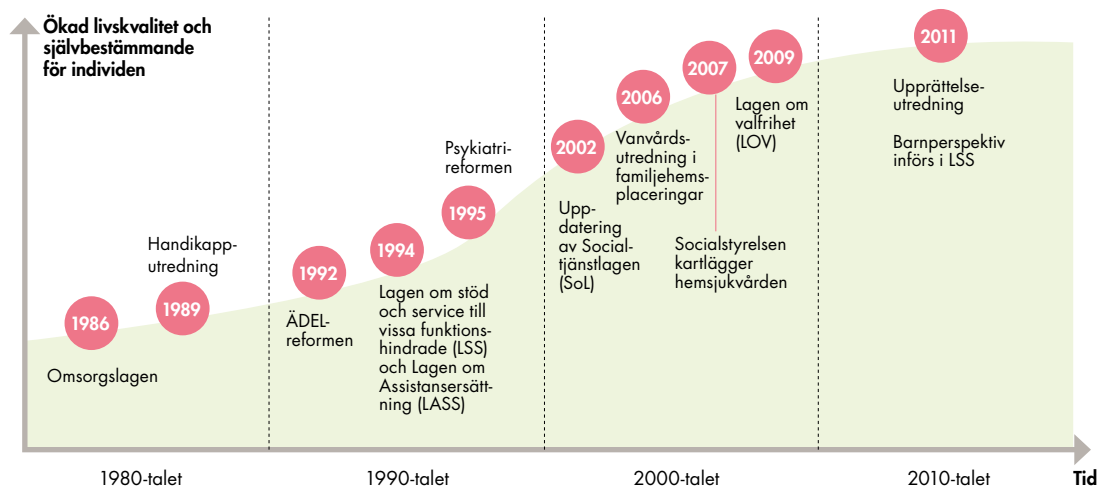 Ökad livskvalitet och
självbestämmande
för individen
1986
Omsorgslagen
1989
Handikapp-
utredning
1992
ÄDEL-
reformen
1994
Lagen om stöd
och service till
vissa funktions-
hindrade (LSS)
och Lagen om
Assistansersätt-
ning (LASS)
1995
Psykiatri-
reformen
2002
Upp-
datering
av Social-
tjänstlagen
(SoL)
2006
Vanvårds-
utredning i
familjehems-
placeringar
2007
Socialstyrelsen
kartlägger
hemsjukvården
2009
Lagen om
valfrihet
(LOV)
2011
Upprättelse-
utredning
Barnperspektiv
införs i LSS
1980-talet
1990-talet
2000-talet
2010-talet
Tid